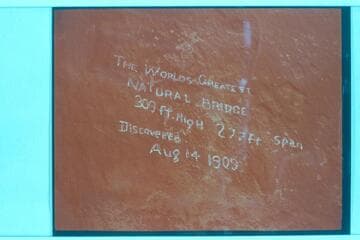 THE WORLDS GREATEST
NATURAL BRIDGE
309 ft. HigH 277 ft Span
Discovered
Aug 14 1909